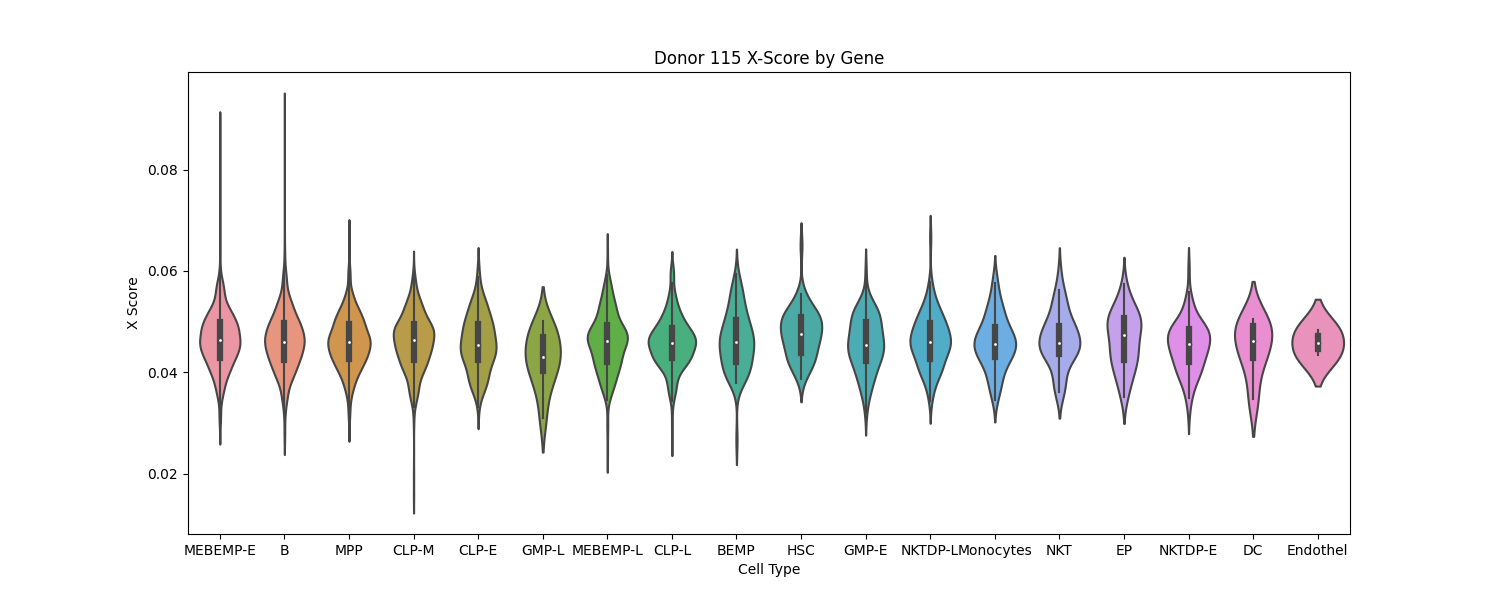 Donor 115 X-Score by Gene
X Score
0.08
0.06
0.04
0.02
MEBEMP-E B MPP CLP-M CLP-E GMP-L MEBEMP-L CLP-L BEMP HSC GMP-E NKTDP-L Monocytes NKT EP NKTDP-E DC Endothel
Cell Type